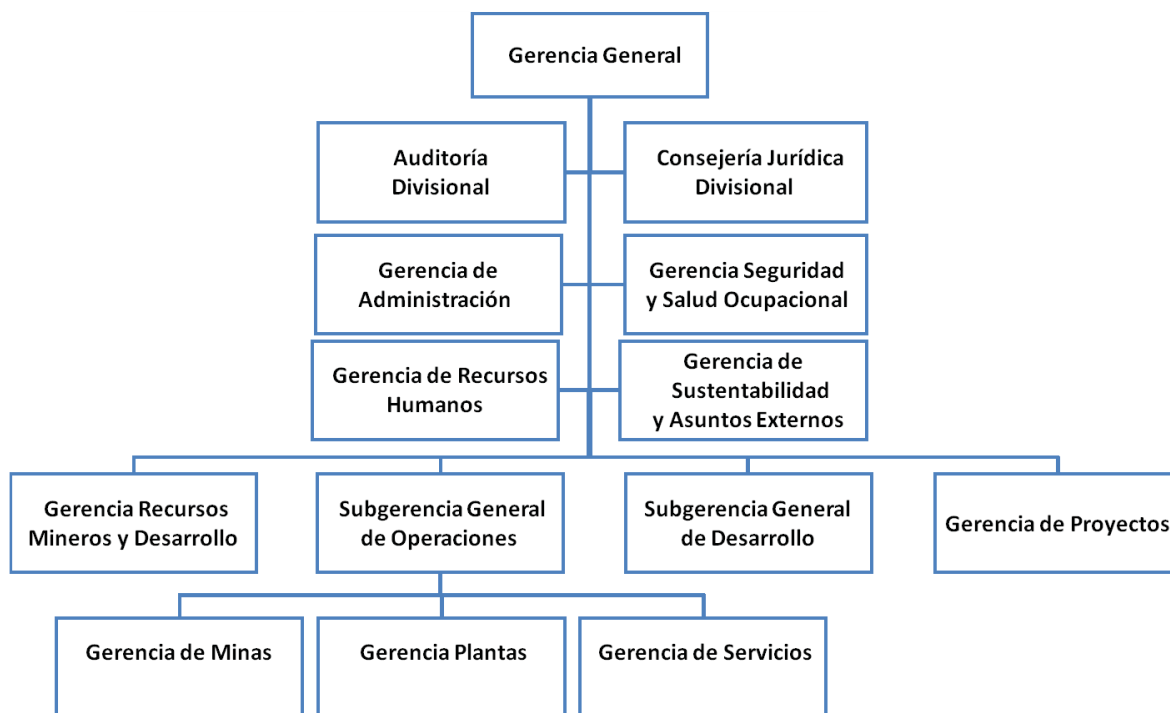 Gerencia General
Auditoría
Divisional
Consejería Jurídica
Divisional
Gerencia de
Administración
Gerencia Seguridad
y Salud Ocupacional
Gerencia de Recursos
Humanos
Gerencia de
Sustentabilidad
y Asuntos Externos
Gerencia Recursos
Mineros y Desarrollo
Subgerencia General
de Operaciones
Subgerencia General
de Desarrollo
Gerencia de Proyectos
Gerencia de Minas
Gerencia Plantas
Gerencia de Servicios